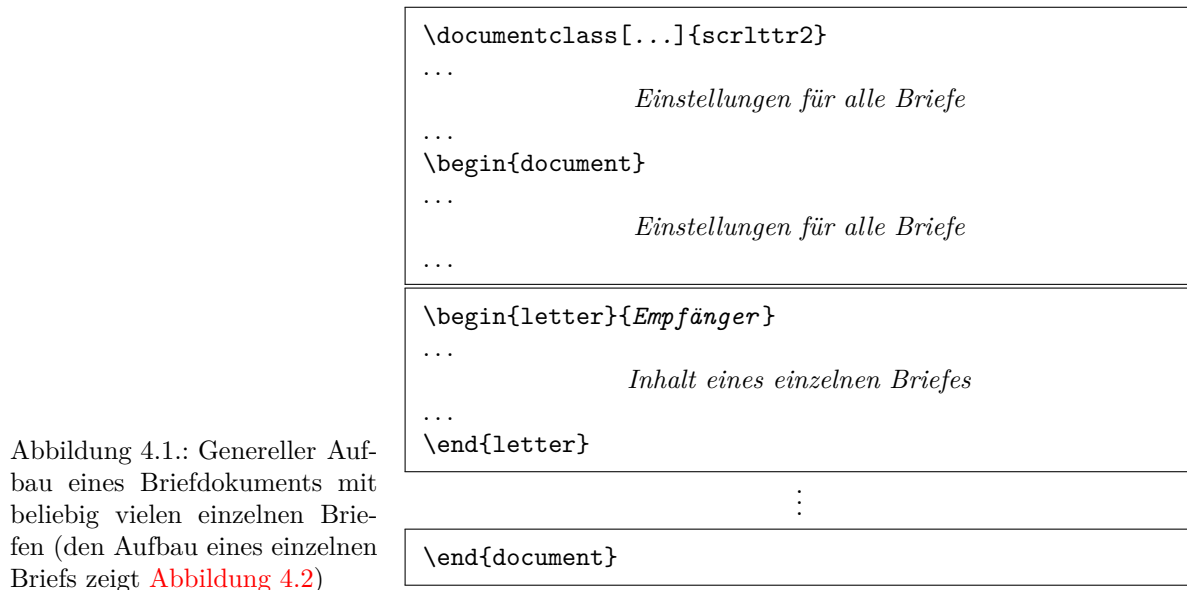 \documentclass[...]{scrlttr2}
...
Einstellungen für alle Briefe
...
\begin{document}
...
Einstellungen für alle Briefe
...
\begin{letter}{Empfänger}
...
Inhalt eines einzelnen Briefes
...
\end{letter}
⋮
\end{document}
Abbildung 4.1.: Genereller Auf-
bau eines Briefdokuments mit
beliebig vielen einzelnen Brie-
fen (den Aufbau eines einzelnen
Briefs zeigt Abbildung 4.2)